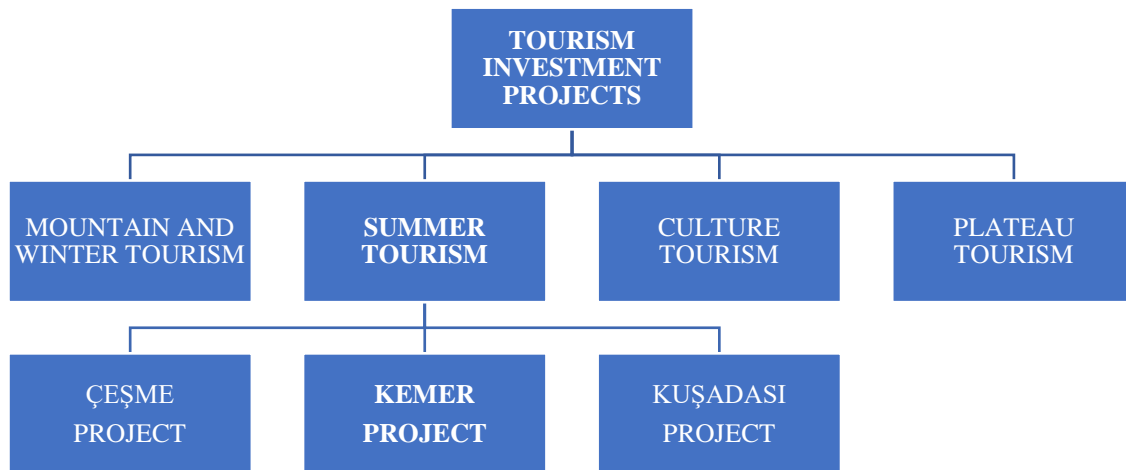 TOURISM
INVESTMENT
PROJECTS
MOUNTAIN AND
WINTER TOURISM
SUMMER
TOURISM
CULTURE
TOURISM
PLATEAU
TOURISM
ÇEŞME
PROJECT
KEMER
PROJECT
KUŞADASI
PROJECT